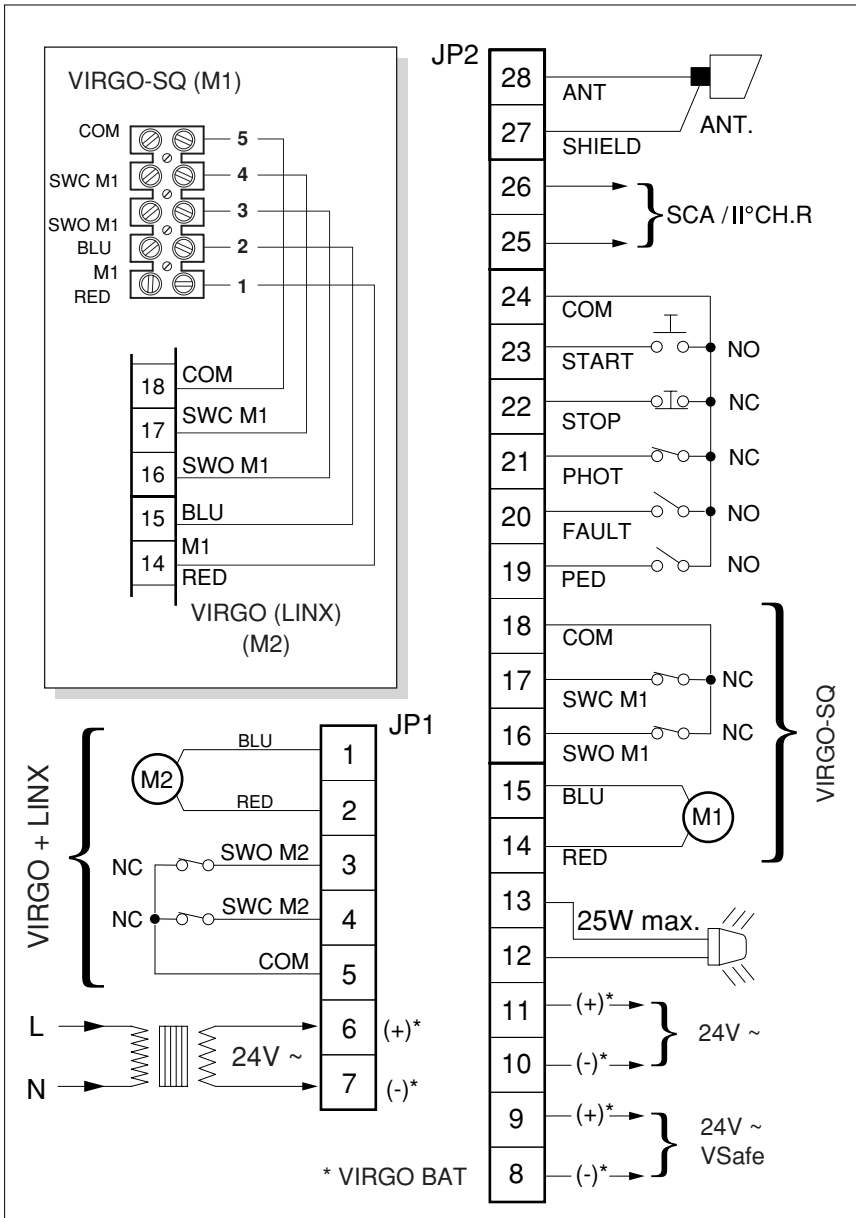 VIRGO-SQ (M1)
COM 5
SWC M1 4
SWO M1 3
BLU 2
M1
RED 1
18 COM
17 SWC M1
16 SWO M1
15 BLU
14 M1
RED
VIRGO (LINX)
(M2)
JP1
VIRGO + LINX
M2
BLU 1
RED 2
NC SWO M2 3
NC SWC M2 4
COM 5
L 24V ~ 6 (+)*
N 7 (-)*
* VIRGO BAT
JP2
28 ANT
ANT.
27 SHIELD
26
SCA / II°CH.R
25
24 COM
23 START NO
22 STOP NC
21 PHOT NC
20 FAULT NO
19 PED NO
18 COM
17 SWC M1 NC
16 SWO M1 NC
VIRGO-SQ
15 BLU
M1
14 RED
13 25W max.
12
11 (+)*
24V ~
10 (-)*
9 (+)*
24V ~
VSafe
8 (-)*